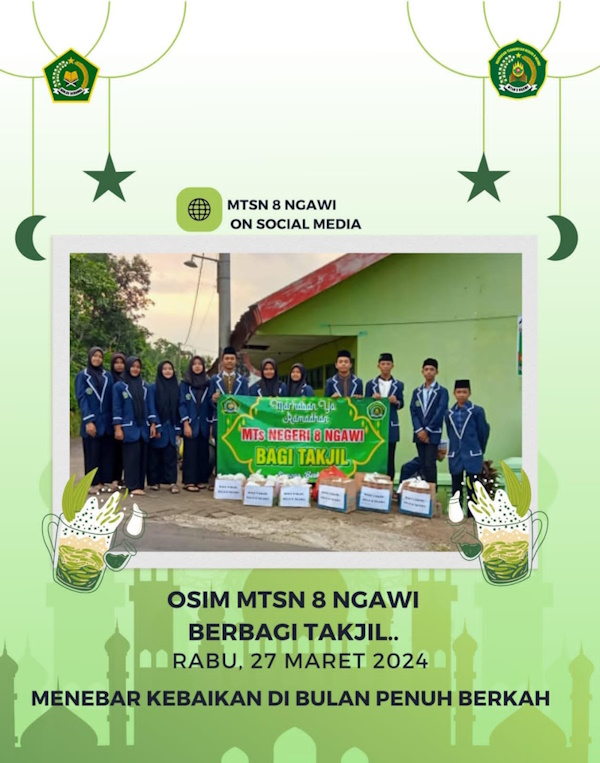 MTSN 8 NGAWI
ON SOCIAL MEDIA
Marhaban Ya
Ramadhan
MTs NEGERI 8 NGAWI
BAGI TAKJIL
OSIM MTSN 8 NGAWI
BERBAGI TAKJIL..
RABU, 27 MARET 2024
MENEBAR KEBAIKAN DI BULAN PENUH BERKAH